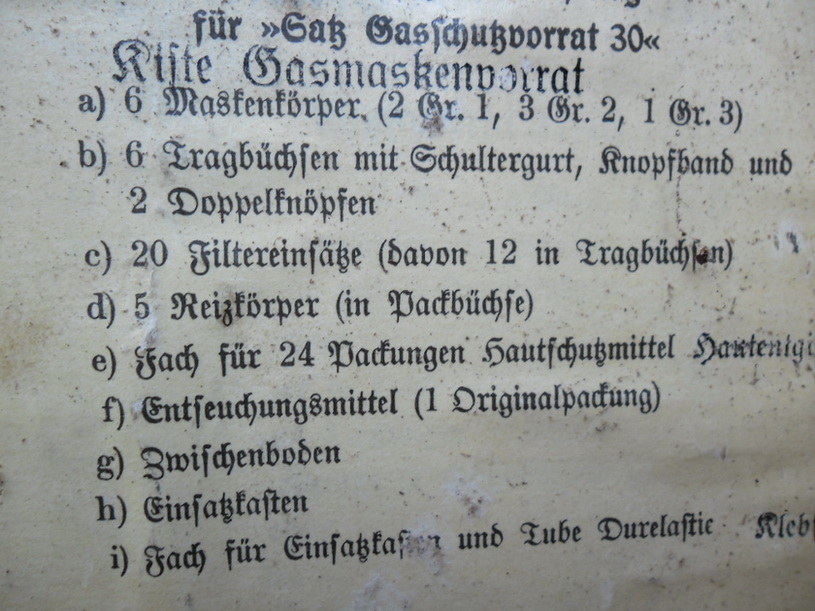 für »Satz Gasschutzvorrat 30«
Kiste Gasmaskenvorrat
a) 6 Maskenkörper (2 Gr. 1, 3 Gr. 2, 1 Gr. 3)
b) 6 Tragbüchsen mit Schultergurt, Knopfband und
2 Doppelknöpfen
c) 20 Filtereinsätze (davon 12 in Tragbüchsen)
d) 5 Reizkörper (in Packbüchse)
e) Fach für 24 Packungen Hautschutzmittel
f) Entseuchungsmittel (1 Originalpackung)
g) Zwischenboden
h) Einsatzkasten
i) Fach für Einsatzkasten und Tube Durelastic